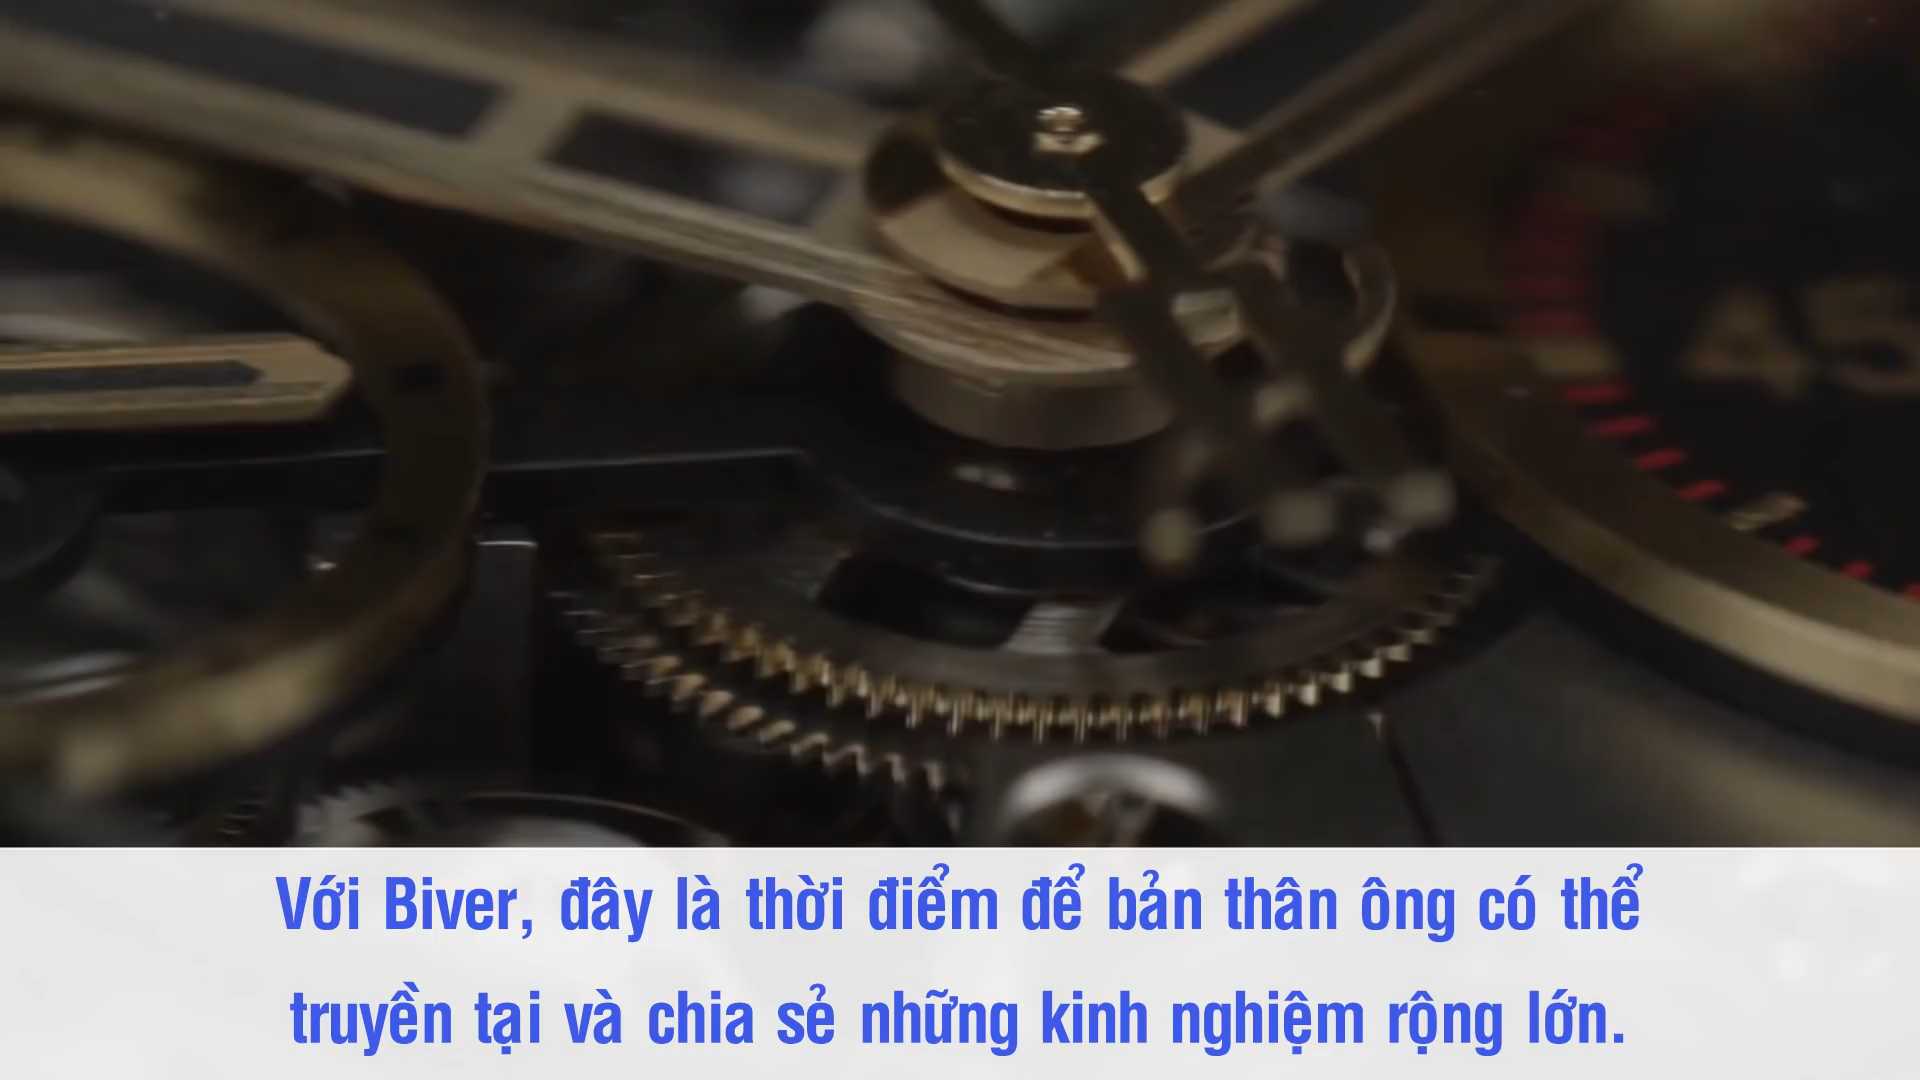 45
Với Biver, đây là thời điểm để bản thân ông có thể
truyền tại và chia sẻ những kinh nghiệm rộng lớn.